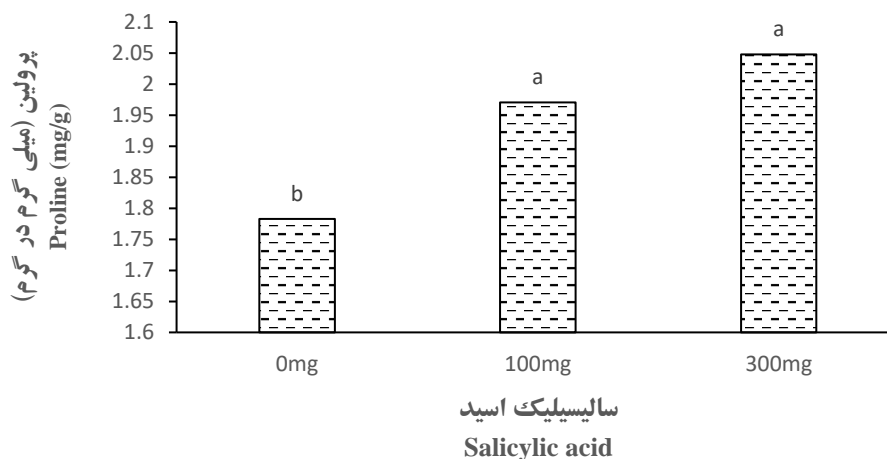 پرولین (میلی گرم در گرم)
Proline (mg/g)
2.1
2.05
2
1.95
1.9
1.85
1.8
1.75
1.7
1.65
1.6
b
a
a
0mg 100mg 300mg
سالیسیلیک اسید
Salicylic acid